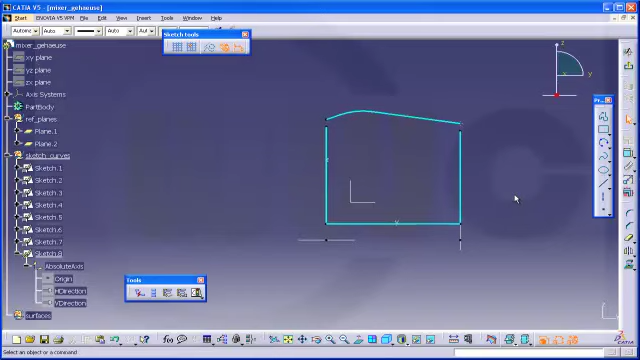 CATIA V5 - [mixer_gehaeuse]
Start ENOVIA V5 VPM File Edit View Insert Tools Window Help
Auto Auto
Sketch tools
mixer_gehaeuse
xy plane
yz plane
zx plane
Axis Systems
PartBody
ref_planes
Plane.1
Plane.2
sketch_curves
Sketch.1
Sketch.2
Sketch.3
Sketch.4
Sketch.5
Sketch.6
Sketch.7
Sketch.8
AbsoluteAxis
Origin
HDirection
VDirection
surfaces
Tools
z
x y
V
Select an object or a command
CATIA